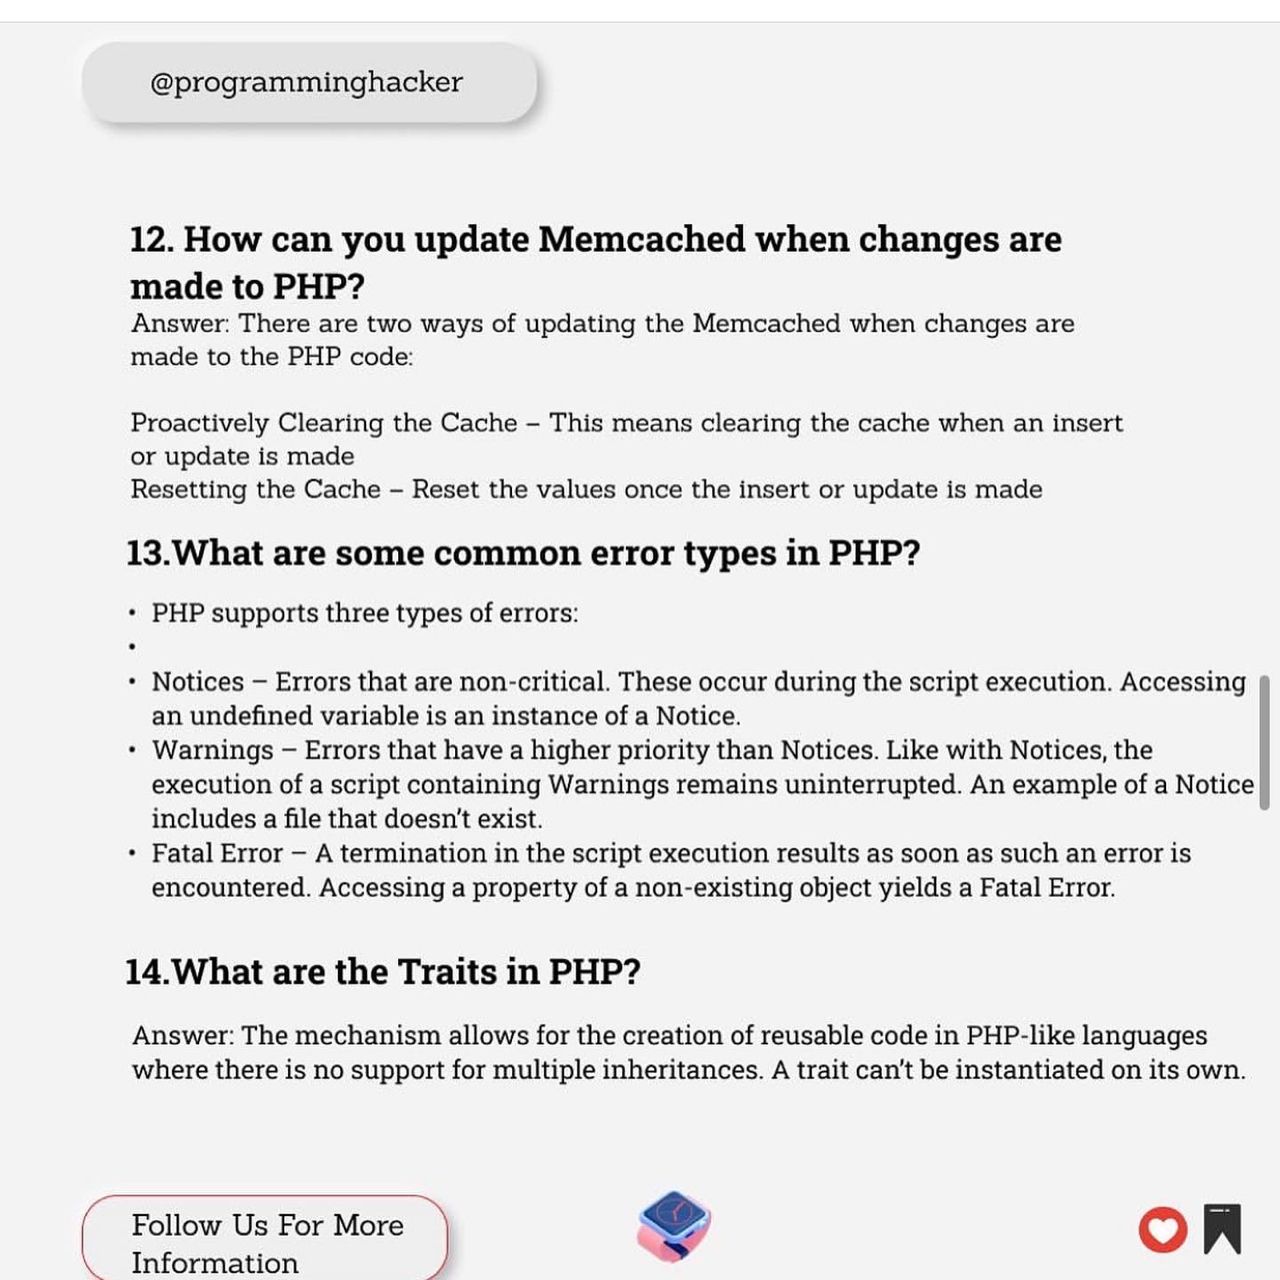 @programminghacker
12. How can you update Memcached when changes are
made to PHP?
Answer: There are two ways of updating the Memcached when changes are
made to the PHP code:
Proactively Clearing the Cache – This means clearing the cache when an insert
or update is made
Resetting the Cache – Reset the values once the insert or update is made
13.What are some common error types in PHP?
• PHP supports three types of errors:
•
• Notices – Errors that are non-critical. These occur during the script execution. Accessing
an undefined variable is an instance of a Notice.
• Warnings – Errors that have a higher priority than Notices. Like with Notices, the
execution of a script containing Warnings remains uninterrupted. An example of a Notice
includes a file that doesn’t exist.
• Fatal Error – A termination in the script execution results as soon as such an error is
encountered. Accessing a property of a non-existing object yields a Fatal Error.
14.What are the Traits in PHP?
Answer: The mechanism allows for the creation of reusable code in PHP-like languages
where there is no support for multiple inheritances. A trait can’t be instantiated on its own.
Follow Us For More
Information